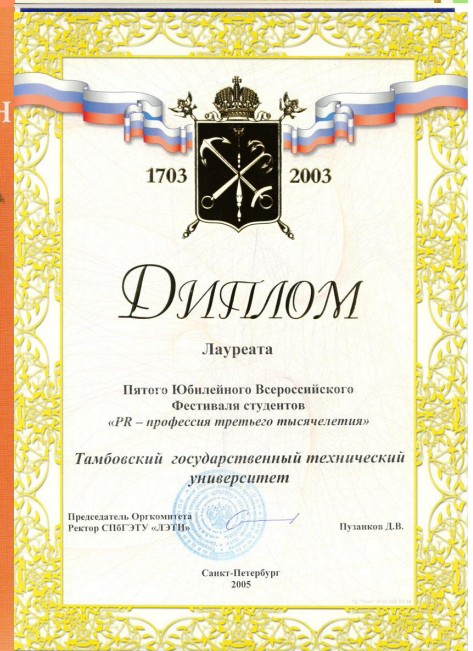 Н
1703 2003
Диплом
Лауреата
Пятого Юбилейного Всероссийского
Фестиваля студентов
«PR – профессия третьего тысячелетия»
Тамбовский государственный технический
университет
Председатель Оргкомитета
Ректор СПбГЭТУ «ЛЭТИ»
Пузанков Д.В.
Санкт-Петербург
2005